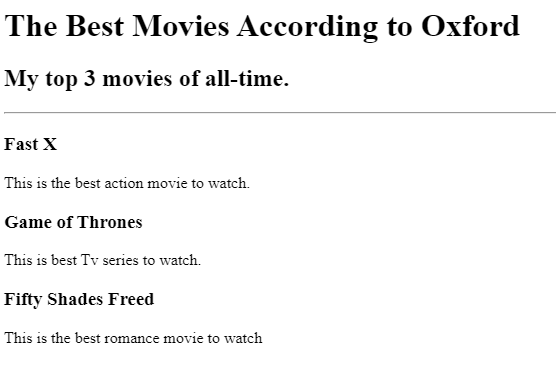 The Best Movies According to Oxford
My top 3 movies of all-time.
Fast X
This is the best action movie to watch.
Game of Thrones
This is best Tv series to watch.
Fifty Shades Freed
This is the best romance movie to watch